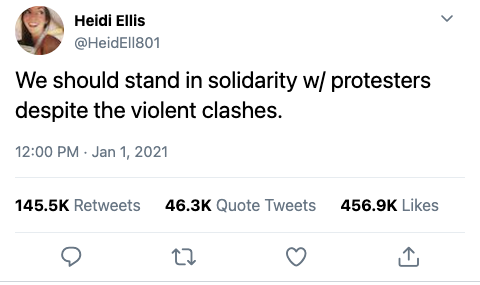 Heidi Ellis
@HeidEll801
We should stand in solidarity w/ protesters
despite the violent clashes.
12:00 PM · Jan 1, 2021
145.5K Retweets 46.3K Quote Tweets 456.9K Likes